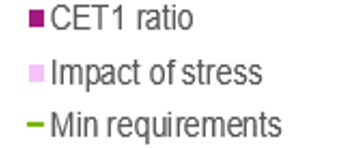 CET1 ratio
Impact of stress
Min requirements